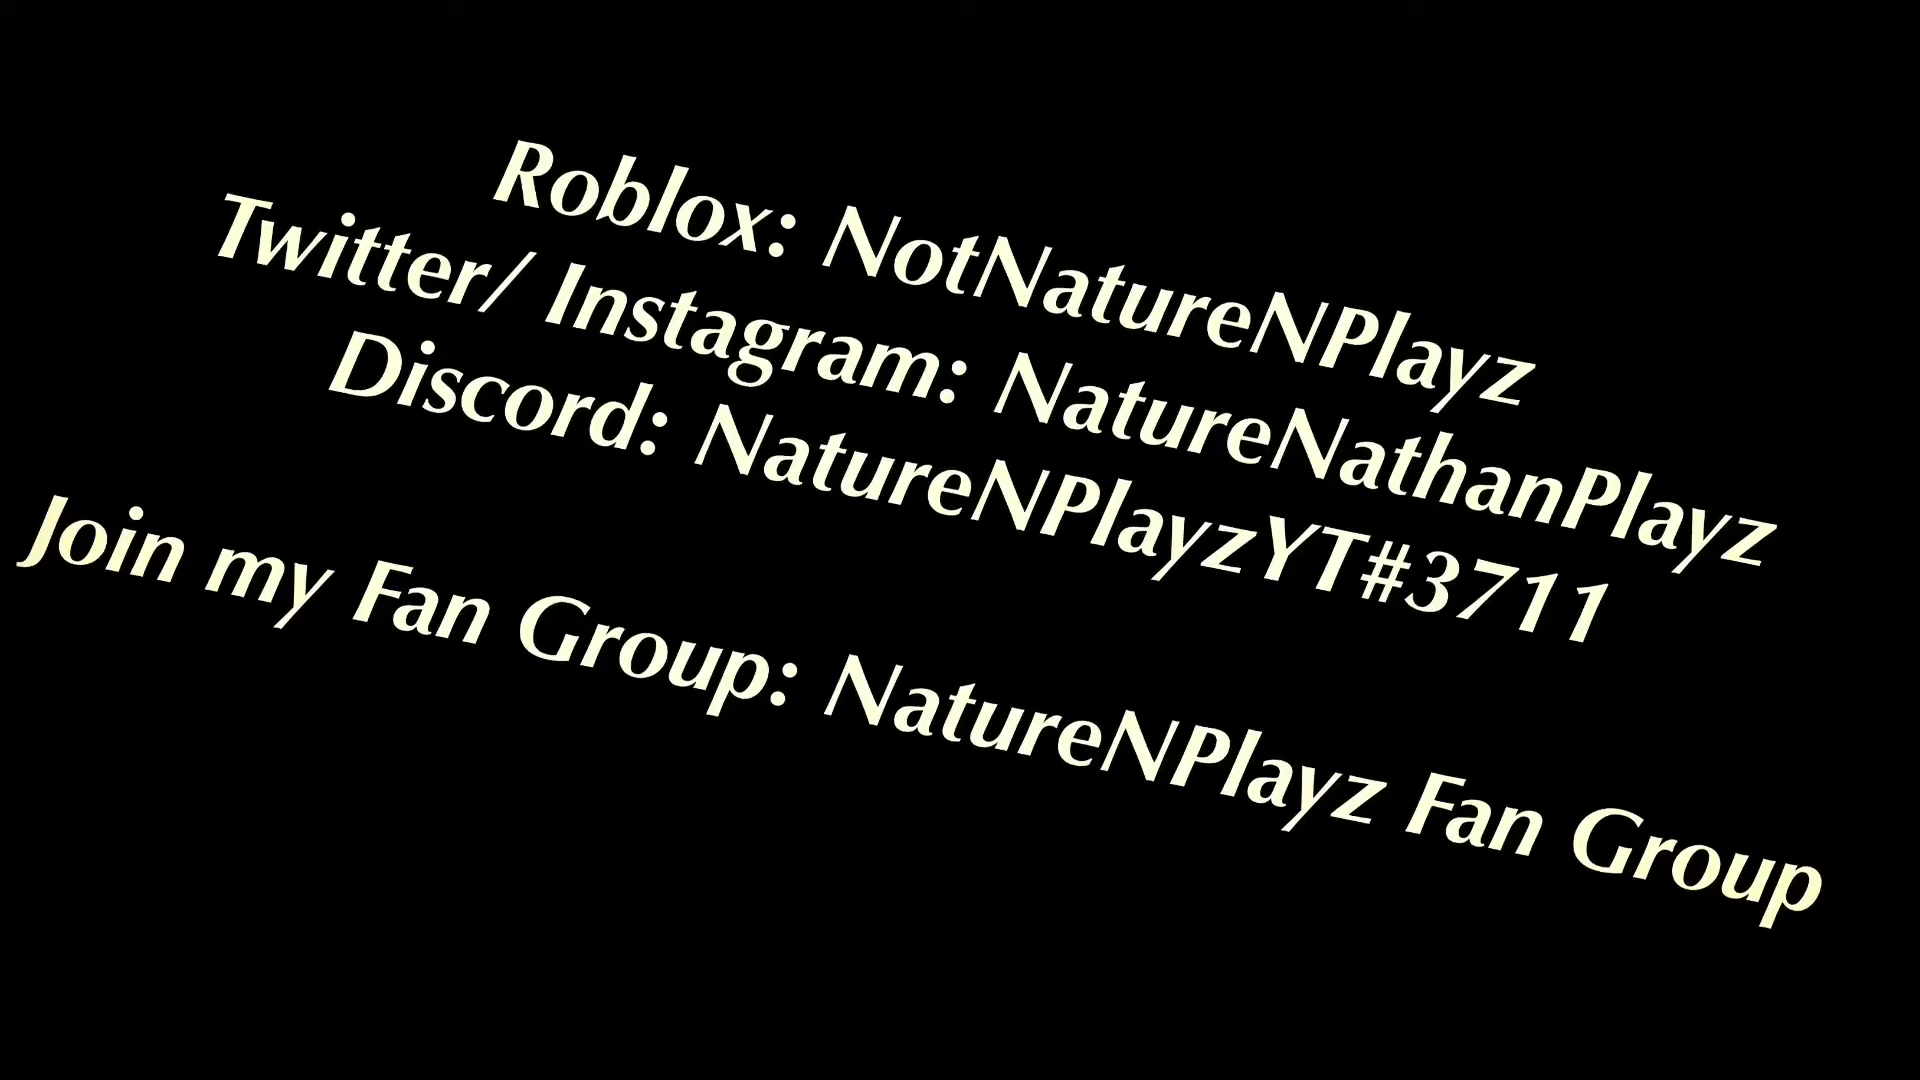 Roblox: NotNatureNPlayz
Twitter/ Instagram: NatureNathanPlayz
Discord: NatureNPlayzYT#3711
Join my Fan Group: NatureNPlayz Fan Group